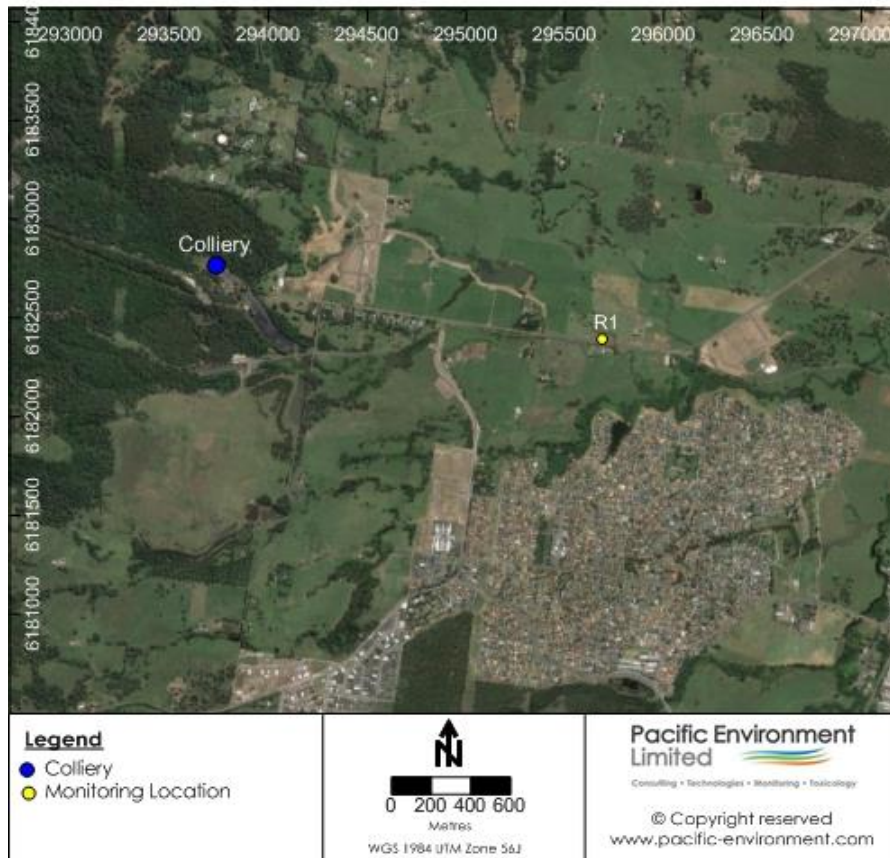 293000 293500 294000 294500 295000 295500 296000 296500 297000
6183500
6183000
6182500
6182000
6181500
6181000
Colliery
R1
Legend
Colliery
Monitoring Location
N
0 200 400 600
Metres
WGS 1984 UTM Zone 56J
Pacific Environment
Limited
Consulting • Technologies • Monitoring • Toxicology
© Copyright reserved
www.pacific-environment.com